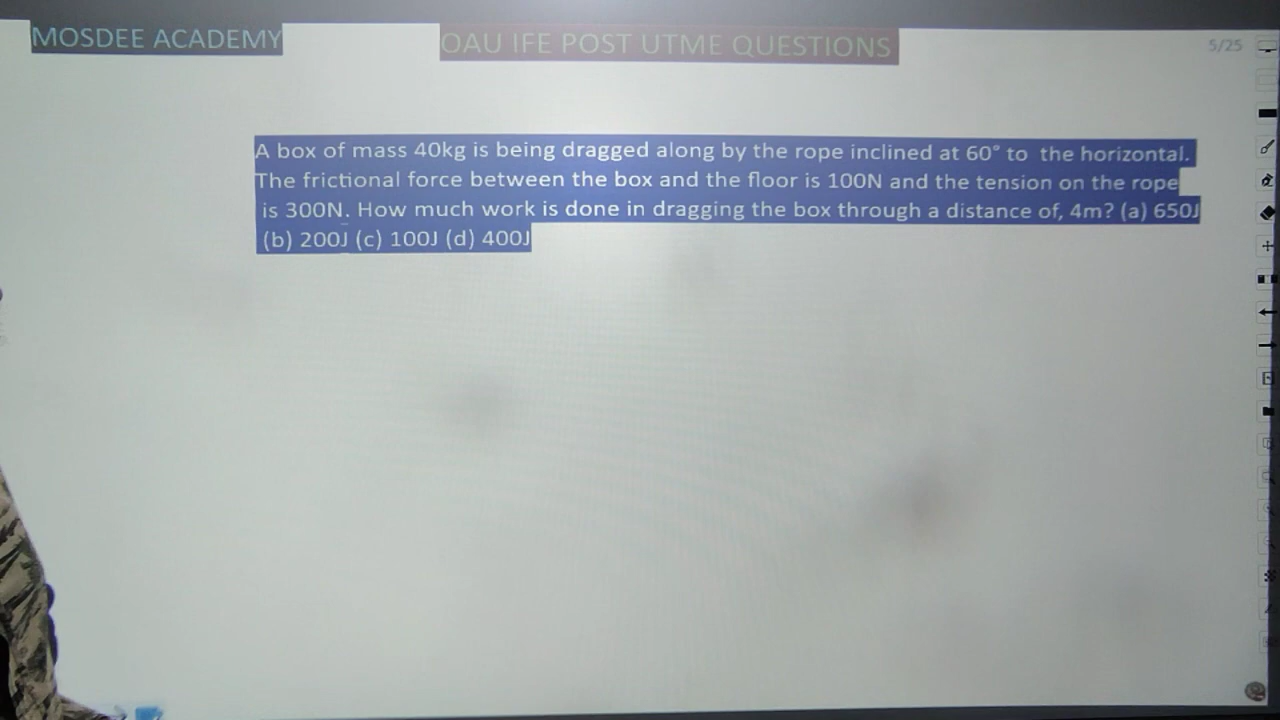 MOSDEE ACADEMY
OAU IFE POST UTME QUESTIONS
5/25
A box of mass 40kg is being dragged along by the rope inclined at 60° to the horizontal.
The frictional force between the box and the floor is 100N and the tension on the rope
is 300N. How much work is done in dragging the box through a distance of, 4m? (a) 650J
(b) 200J (c) 100J (d) 400J